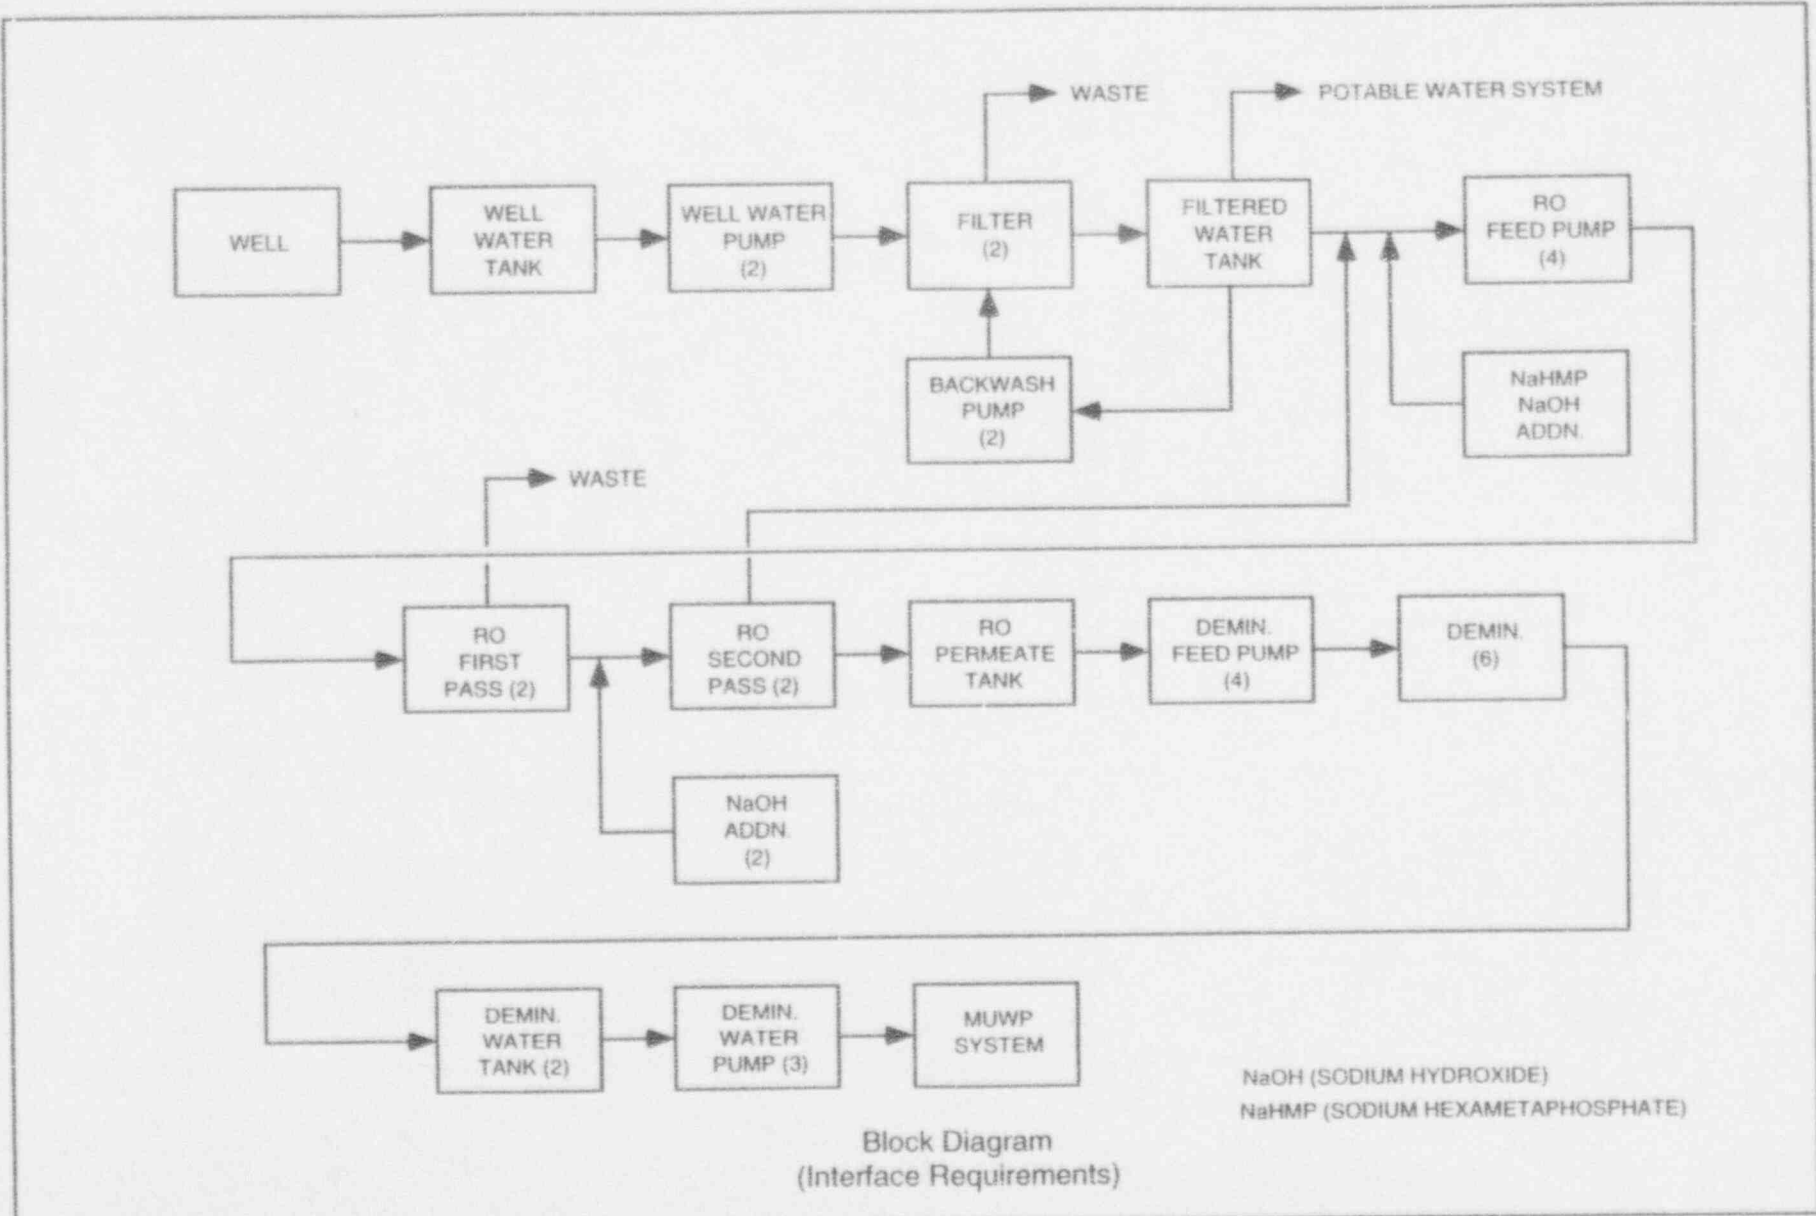 WASTE
POTABLE WATER SYSTEM
WELL
WELL
WATER
TANK
WELL WATER
PUMP
(2)
FILTER
(2)
FILTERED
WATER
TANK
RO
FEED PUMP
(4)
BACKWASH
PUMP
(2)
NaHMP
NaOH
ADDN.
WASTE
RO
FIRST
PASS (2)
RO
SECOND
PASS (2)
RO
PERMEATE
TANK
DEMIN.
FEED PUMP
(4)
DEMIN.
(6)
NaOH
ADDN.
(2)
DEMIN.
WATER
TANK (2)
DEMIN.
WATER
PUMP (3)
MUWP
SYSTEM
NaOH (SODIUM HYDROXIDE)
NaHMP (SODIUM HEXAMETAPHOSPHATE)
Block Diagram
(Interface Requirements)